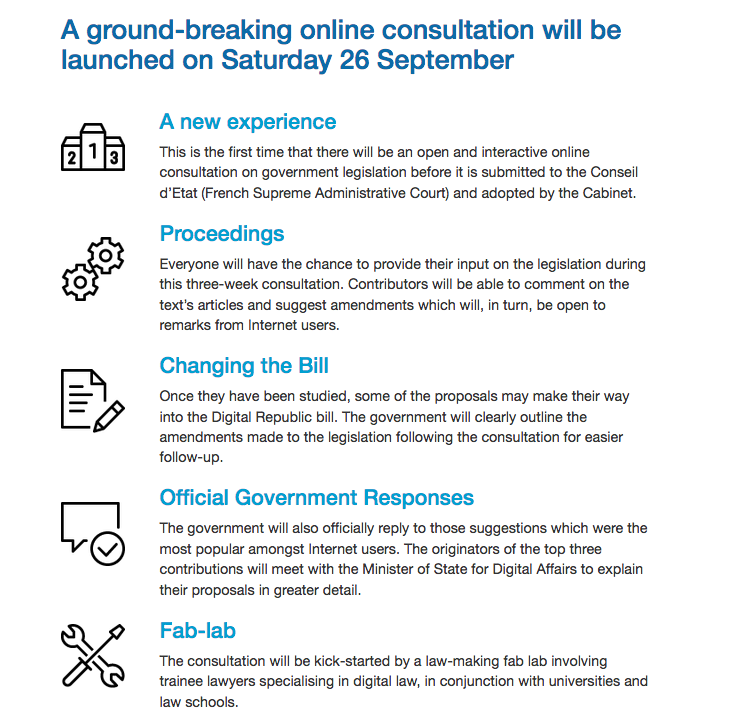 A ground-breaking online consultation will be
launched on Saturday 26 September
2 1 3
A new experience
This is the first time that there will be an open and interactive online
consultation on government legislation before it is submitted to the Conseil
d'Etat (French Supreme Administrative Court) and adopted by the Cabinet.
Proceedings
Everyone will have the chance to provide their input on the legislation during
this three-week consultation. Contributors will be able to comment on the
text's articles and suggest amendments which will, in turn, be open to
remarks from Internet users.
Changing the Bill
Once they have been studied, some of the proposals may make their way
into the Digital Republic bill. The government will clearly outline the
amendments made to the legislation following the consultation for easier
follow-up.
Official Government Responses
The government will also officially reply to those suggestions which were the
most popular amongst Internet users. The originators of the top three
contributions will meet with the Minister of State for Digital Affairs to explain
their proposals in greater detail.
Fab-lab
The consultation will be kick-started by a law-making fab lab involving
trainee lawyers specialising in digital law, in conjunction with universities and
law schools.